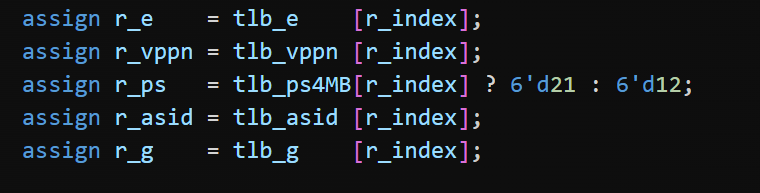 assign r_e    = tlb_e    [r_index];
assign r_vppn = tlb_vppn [r_index];
assign r_ps   = tlb_ps4MB[r_index] ? 6'd21 : 6'd12;
assign r_asid = tlb_asid [r_index];
assign r_g    = tlb_g    [r_index];